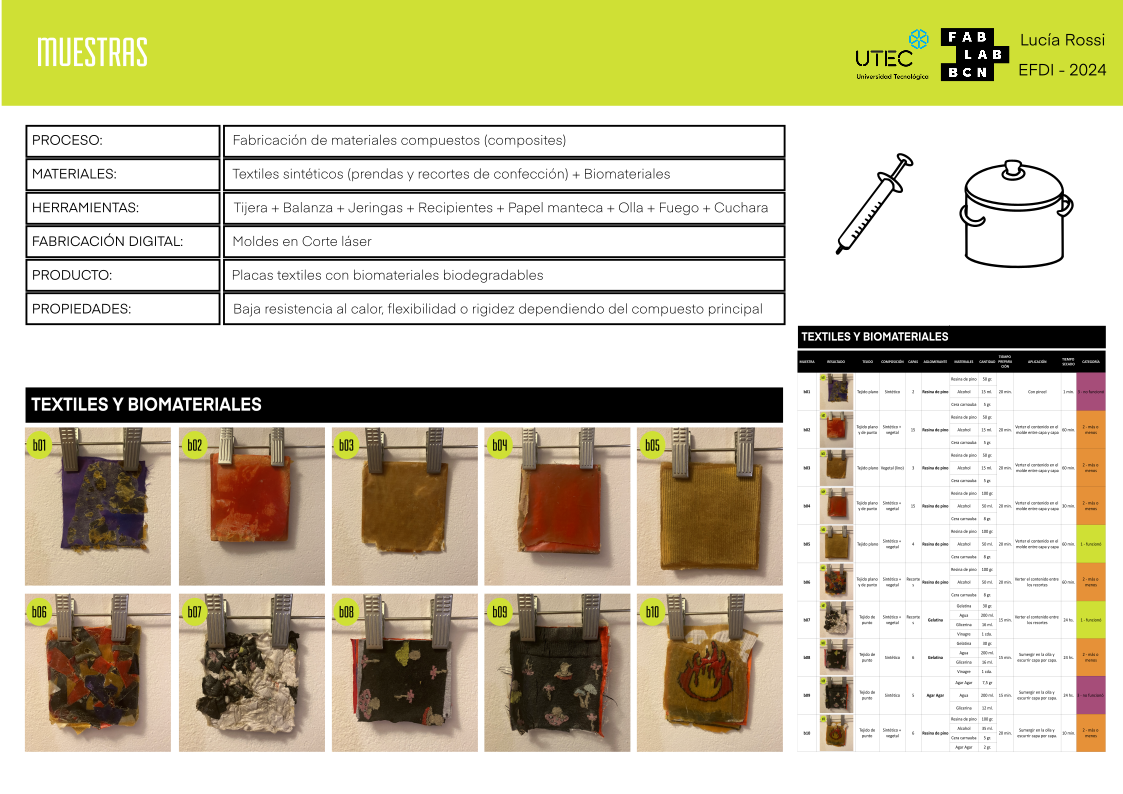 MUESTRAS
UTEC
Universidad Tecnológica
FAB
LAB
BCN
Lucía Rossi
EFDI - 2024
PROCESO: Fabricación de materiales compuestos (composites)
MATERIALES: Textiles sintéticos (prendas y recortes de confección) + Biomateriales
HERRAMIENTAS: Tijera + Balanza + Jeringas + Recipientes + Papel manteca + Olla + Fuego + Cuchara
FABRICACIÓN DIGITAL: Moldes en Corte láser
PRODUCTO: Placas textiles con biomateriales biodegradables
PROPIEDADES: Baja resistencia al calor, flexibilidad o rigidez dependiendo del compuesto principal
TEXTILES Y BIOMATERIALES
b01 b02 b03 b04 b05
b06 b07 b08 b09 b10
TEXTILES Y BIOMATERIALES
MUESTRA RESULTADO TEJIDO COMPOSICIÓN CAPAS AGLOMERANTE MATERIALES CANTIDAD TIEMPO PREPARACIÓN APLICACIÓN TIEMPO SECADO CATEGORIA
b01 Tejido plano Sintético 2 Resina de pino Resina de pino 50 gr. Alcohol 15 ml. Cera carnauba 5 gr. 20 min. Con pincel 1 min. 3 - no funcionó
b02 Tejido plano y de punto Sintético + vegetal 15 Resina de pino Resina de pino 50 gr. Alcohol 15 ml. Cera carnauba 5 gr. 20 min. Verter el contenido en el molde entre capa y capa 60 min. 2 - más o menos
b03 Tejido plano Vegetal (lino) 3 Resina de pino Resina de pino 50 gr. Alcohol 15 ml. Cera carnauba 5 gr. 20 min. Verter el contenido en el molde entre capa y capa 60 min. 2 - más o menos
b04 Tejido plano y de punto Sintético + vegetal 15 Resina de pino Resina de pino 100 gr. Alcohol 50 ml. Cera carnauba 8 gr. 20 min. Verter el contenido en el molde entre capa y capa 30 min. 2 - más o menos
b05 Tejido plano Sintético + vegetal 4 Resina de pino Resina de pino 100 gr. Alcohol 50 ml. Cera carnauba 8 gr. 20 min. Verter el contenido en el molde entre capa y capa 60 min. 1 - funcionó
b06 Tejido plano y de punto Sintético + vegetal Recortes Resina de pino Resina de pino 100 gr. Alcohol 50 ml. Cera carnauba 8 gr. 20 min. Verter el contenido entre los recortes 60 min. 2 - más o menos
b07 Tejido de punto Sintético + vegetal Recortes Gelatina Gelatina 30 gr. Agua 200 ml. Glicerina 16 ml. Vinagre 1 cda. 15 min. Verter el contenido entre los recortes 24 hs. 1 - funcionó
b08 Tejido de punto Sintético 6 Gelatina Gelatina 30 gr. Agua 200 ml. Glicerina 16 ml. Vinagre 1 cda. 15 min. Sumergir en la olla y escurrir capa por capa. 2 - más o menos
b09 Tejido de punto Sintético 5 Agar Agar Agar Agar 7,5 gr Agua 200 ml. Glicerina 12 ml. 15 min. Sumergir en la olla y escurrir capa por capa. 24 hs. 3 - no funcionó
b10 Tejido de punto Sintético + vegetal 6 Resina de pino Resina de pino 100 gr. Alcohol 35 ml. Cera carnauba 5 gr. Agar Agar 2 gr. 20 min. Sumergir en la olla y escurrir capa por capa. 10 min. 2 - más o menos